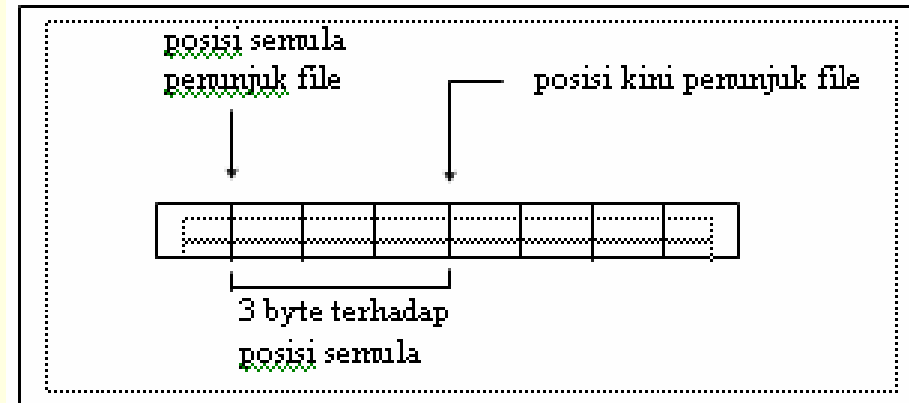 posisi semula
penunjuk file
posisi kini penunjuk file
3 byte terhadap
posisi semula